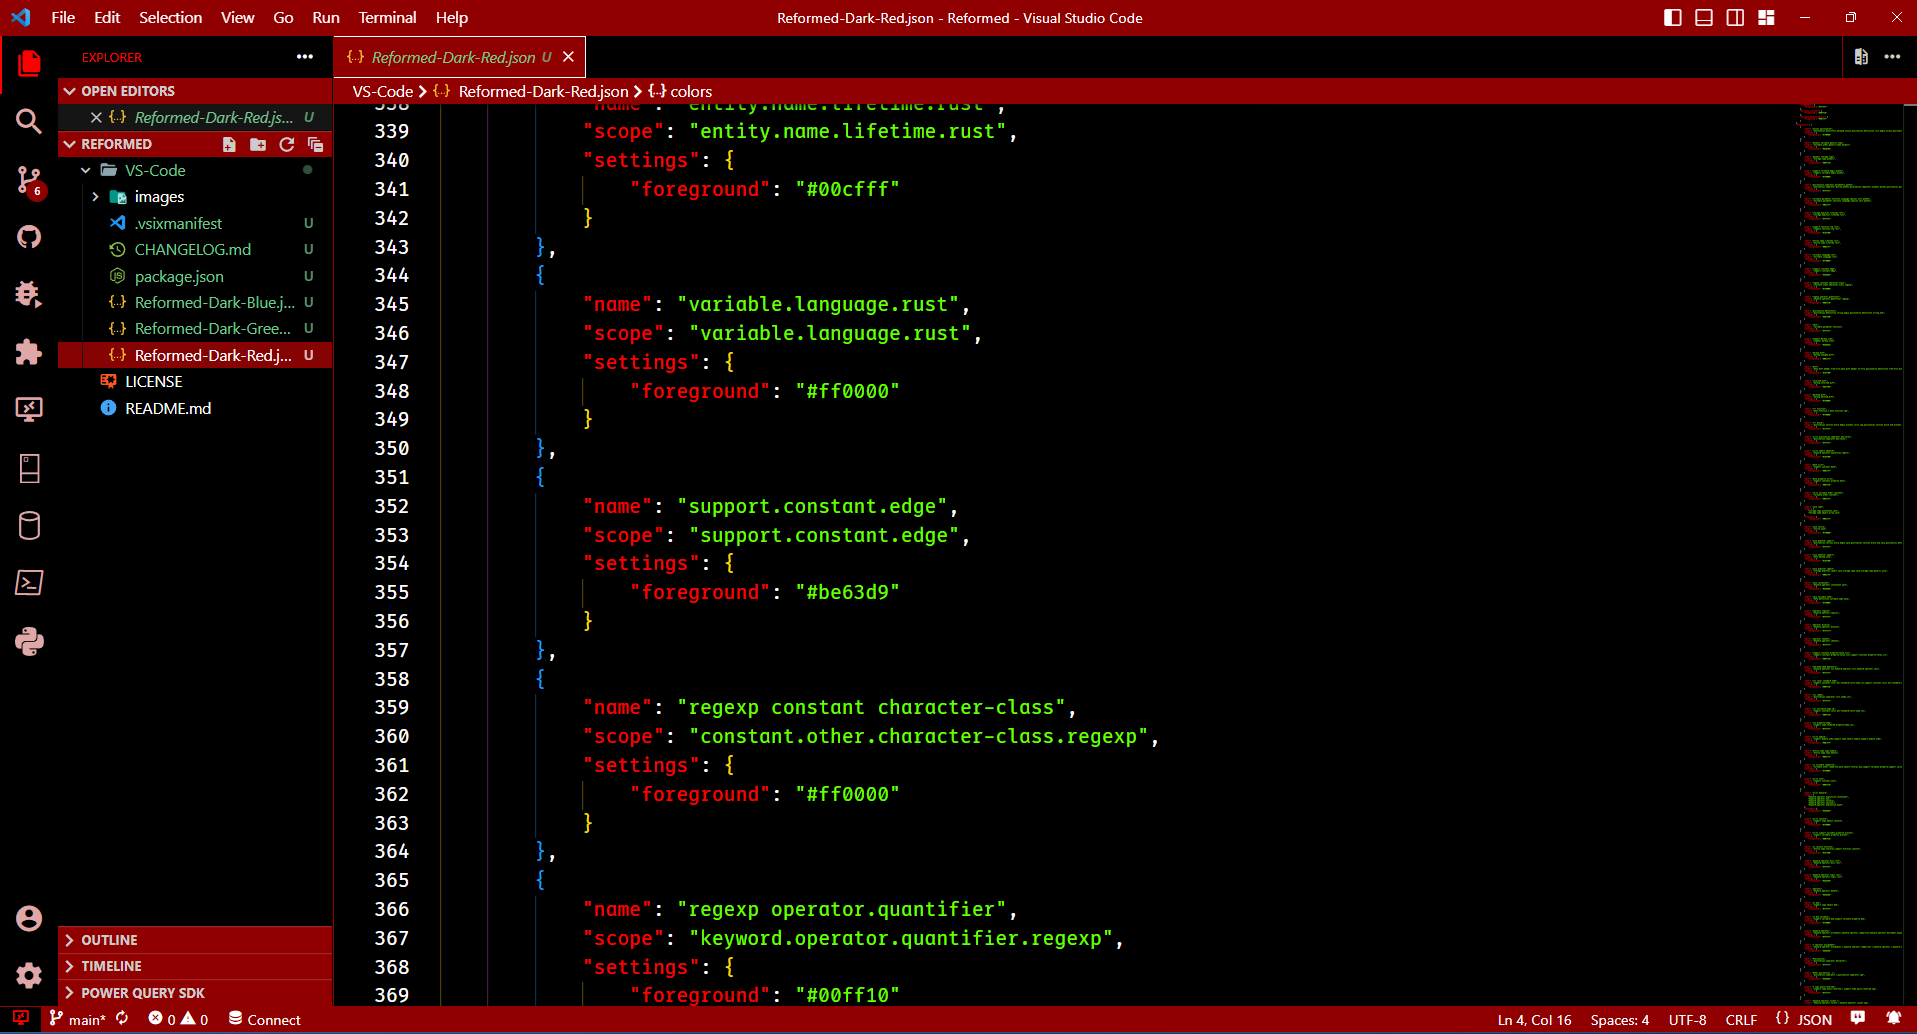 File Edit Selection View Go Run Terminal Help
Reformed-Dark-Red.json - Reformed - Visual Studio Code
EXPLORER
OPEN EDITORS
Reformed-Dark-Red.js... U
REFORMED
VS-Code
images
.vsixmanifest U
CHANGELOG.md U
package.json U
Reformed-Dark-Blue.j... U
Reformed-Dark-Gree... U
Reformed-Dark-Red.j... U
LICENSE
README.md
OUTLINE
TIMELINE
POWER QUERY SDK
6
{..} Reformed-Dark-Red.json U
VS-Code > {..} Reformed-Dark-Red.json > {..} colors
338 "name": "entity.name.lifetime.rust",
339 "scope": "entity.name.lifetime.rust",
340 "settings": {
341 "foreground": "#00cfff"
342 }
343 },
344 {
345 "name": "variable.language.rust",
346 "scope": "variable.language.rust",
347 "settings": {
348 "foreground": "#ff0000"
349 }
350 },
351 {
352 "name": "support.constant.edge",
353 "scope": "support.constant.edge",
354 "settings": {
355 "foreground": "#be63d9"
356 }
357 },
358 {
359 "name": "regexp constant character-class",
360 "scope": "constant.other.character-class.regexp",
361 "settings": {
362 "foreground": "#ff0000"
363 }
364 },
365 {
366 "name": "regexp operator.quantifier",
367 "scope": "keyword.operator.quantifier.regexp",
368 "settings": {
369 "foreground": "#00ff10"
main* 0 0 Connect
Ln 4, Col 16 Spaces: 4 UTF-8 CRLF {} JSON